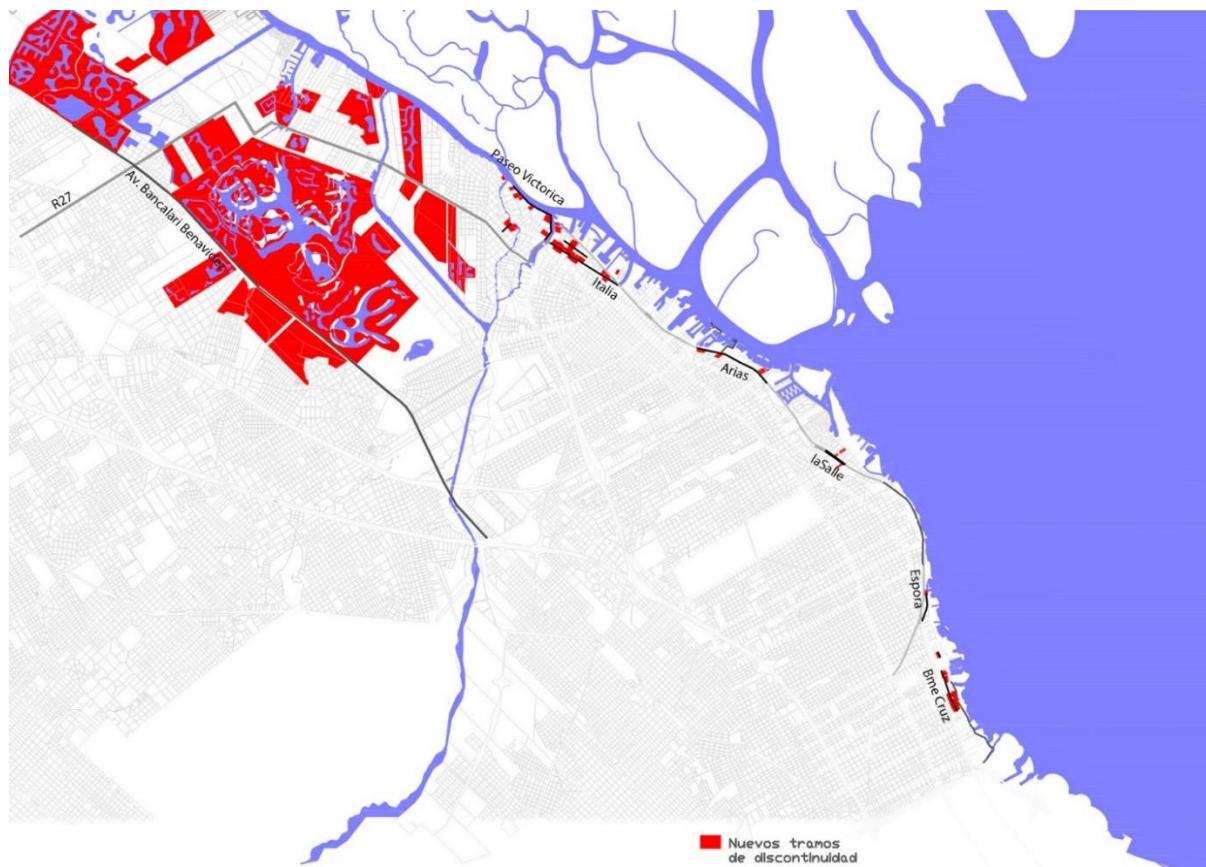 Paseo Victorica
R27
Av. Bancalari Benavidez
Italia
Arias
laSalle
Espora
Bme Cruz
Nuevos tramos
de discontinuidad